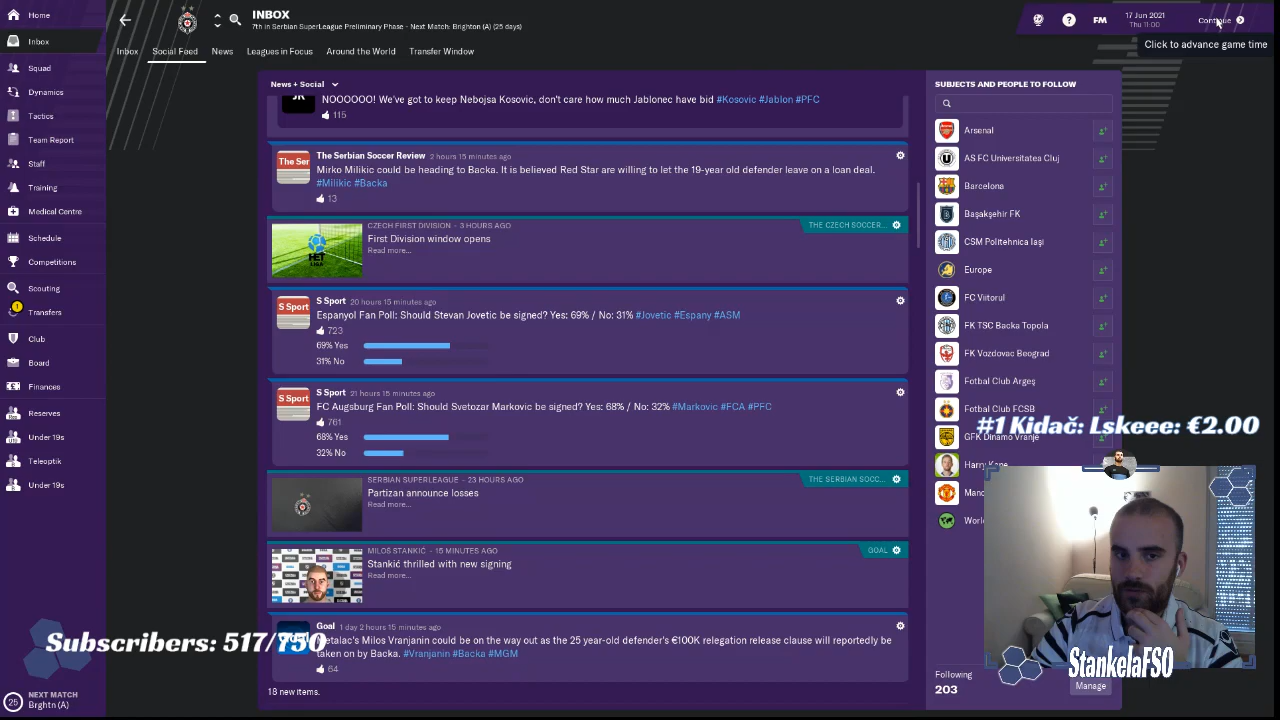 Home
Inbox
Squad
Dynamics
Tactics
Team Report
Staff
Training
Medical Centre
Schedule
Competitions
Scouting
Transfers
Club
Board
Finances
Reserves
Under 19s
Teleoptik
Under 19s
25
NEXT MATCH
Brghtn (A)
INBOX
7th in Serbian SuperLeague Preliminary Phase - Next Match: Brighton (A) (25 days)
FM
17 Jun 2021
Thu 11:00
Continue
Click to advance game time
Inbox
Social Feed
News
Leagues in Focus
Around the World
Transfer Window
News + Social
NOOOOOO! We've got to keep Nebojsa Kosovic, don't care how much Jablonec have bid #Kosovic #Jablon #PFC
115
The Ser
The Serbian Soccer Review 2 hours 15 minutes ago
Mirko Milikic could be heading to Backa. It is believed Red Star are willing to let the 19-year old defender leave on a loan deal.
#Milikic #Backa
13
CZECH FIRST DIVISION - 3 HOURS AGO
THE CZECH SOCCER...
First Division window opens
Read more...
S Sport
S Sport 20 hours 15 minutes ago
Espanyol Fan Poll: Should Stevan Jovetic be signed? Yes: 69% / No: 31% #Jovetic #Espany #ASM
723
69% Yes
31% No
S Sport
S Sport 21 hours 15 minutes ago
FC Augsburg Fan Poll: Should Svetozar Markovic be signed? Yes: 68% / No: 32% #Markovic #FCA #PFC
761
68% Yes
32% No
SERBIAN SUPERLEAGUE - 23 HOURS AGO
THE SERBIAN SOCC...
Partizan announce losses
Read more...
MILOŠ STANKIĆ - 15 MINUTES AGO
GOAL
Stankić thrilled with new signing
Read more...
Goal 1 day 2 hours 15 minutes ago
Metalac's Milos Vranjanin could be on the way out as the 25 year-old defender's €100K relegation release clause will reportedly be
taken on by Backa. #Vranjanin #Backa #MGM
64
18 new items.
SUBJECTS AND PEOPLE TO FOLLOW
Arsenal
AS FC Universitatea Cluj
Barcelona
Başakşehir FK
CSM Politehnica Iaşi
Europe
FC Viitorul
FK TSC Backa Topola
FK Vozdovac Beograd
Fotbal Club Argeş
Fotbal Club FCSB
GFK Dinamo Vranje
Harry Kane
Following
203
Manage
#1 Kidač: Lskeee: €2.00
Subscribers: 517/750
StankelaFSO